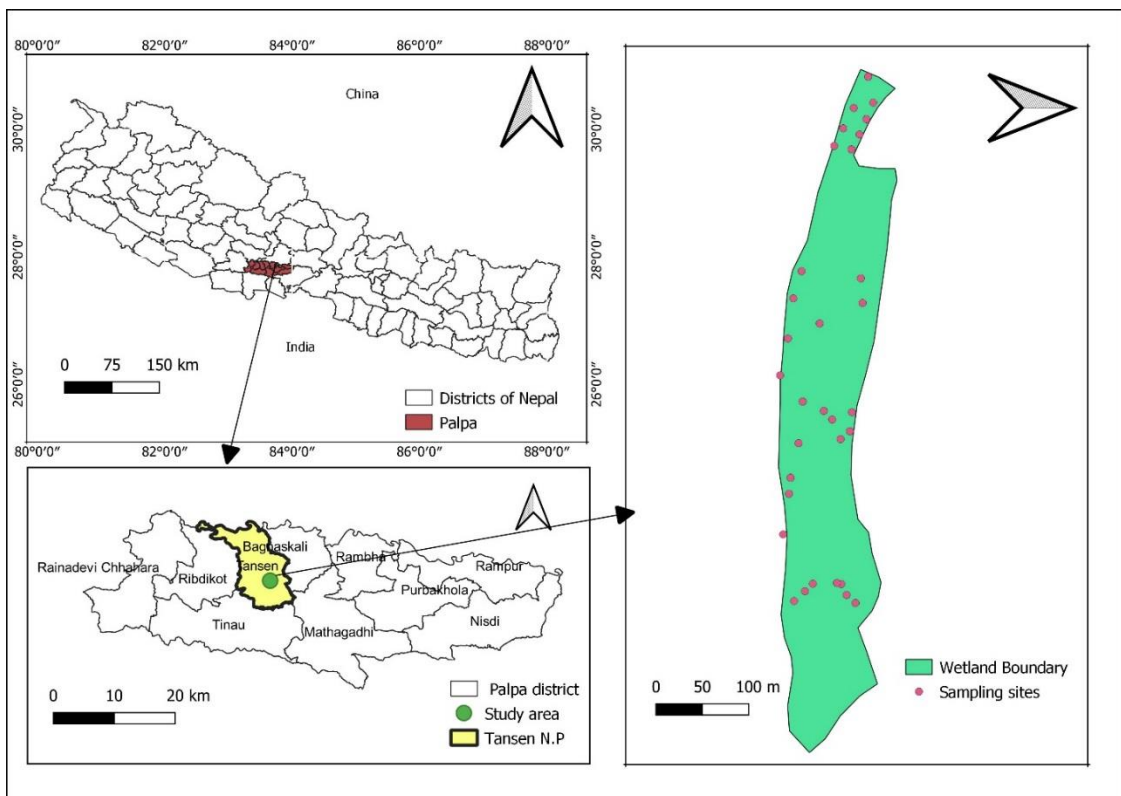 80°0'0" 82°0'0" 84°0'0" 86°0'0" 88°0'0"
China
30°0'0" 30°0'0"
28°0'0" 28°0'0"
26°0'0" 26°0'0"
India
0 75 150 km
Districts of Nepal
Palpa
80°0'0" 82°0'0" 84°0'0" 86°0'0" 88°0'0"
Rainadevi Chhahara
Ribdikot
Bagnaskali
Tansen
Rambha
Rampur
Purbakhola
Tinau
Mathagadhi
Nisdi
0 10 20 km
Palpa district
Study area
Tansen N.P
Wetland Boundary
Sampling sites
0 50 100 m